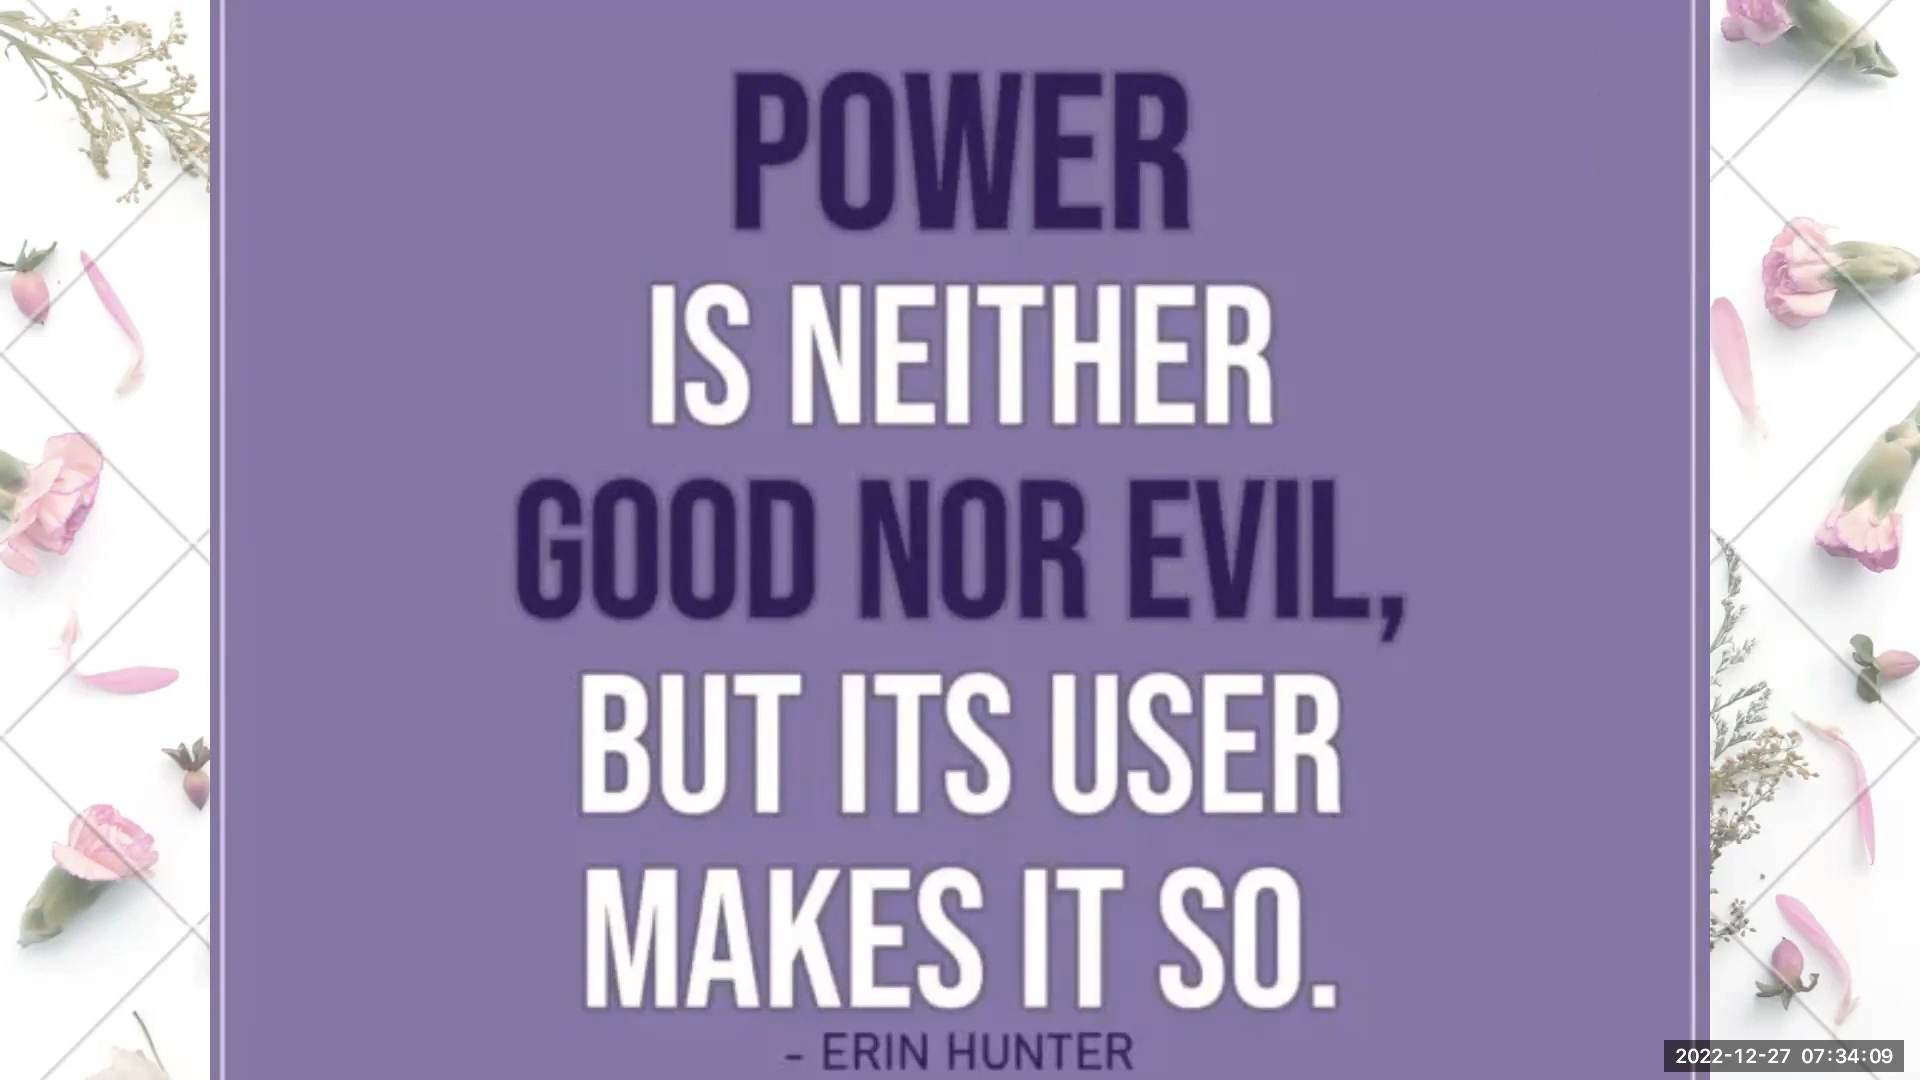 POWER
IS NEITHER
GOOD NOR EVIL,
BUT ITS USER
MAKES IT SO.
- ERIN HUNTER
2022-12-27 07:34:09